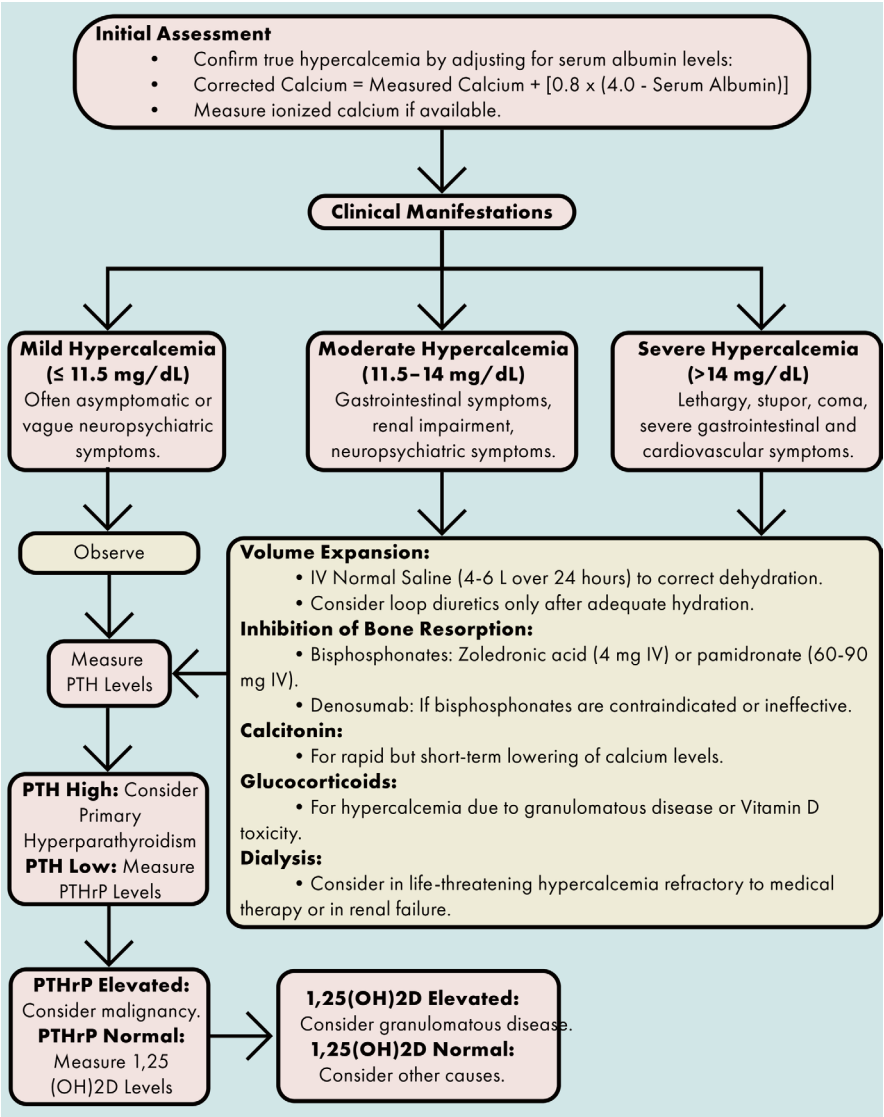 Initial Assessment
• Confirm true hypercalcemia by adjusting for serum albumin levels:
• Corrected Calcium = Measured Calcium + [0.8 x (4.0 - Serum Albumin)]
• Measure ionized calcium if available.
Clinical Manifestations
Mild Hypercalcemia
(≤ 11.5 mg/dL)
Often asymptomatic or
vague neuropsychiatric
symptoms.
Moderate Hypercalcemia
(11.5–14 mg/dL)
Gastrointestinal symptoms,
renal impairment,
neuropsychiatric symptoms.
Severe Hypercalcemia
(>14 mg/dL)
Lethargy, stupor, coma,
severe gastrointestinal and
cardiovascular symptoms.
Observe
Measure
PTH Levels
Volume Expansion:
• IV Normal Saline (4-6 L over 24 hours) to correct dehydration.
• Consider loop diuretics only after adequate hydration.
Inhibition of Bone Resorption:
• Bisphosphonates: Zoledronic acid (4 mg IV) or pamidronate (60-90
mg IV).
• Denosumab: If bisphosphonates are contraindicated or ineffective.
Calcitonin:
• For rapid but short-term lowering of calcium levels.
Glucocorticoids:
• For hypercalcemia due to granulomatous disease or Vitamin D
toxicity.
Dialysis:
• Consider in life-threatening hypercalcemia refractory to medical
therapy or in renal failure.
PTH High: Consider
Primary
Hyperparathyroidism
PTH Low: Measure
PTHrP Levels
PTHrP Elevated:
Consider malignancy.
PTHrP Normal:
Measure 1,25
(OH)2D Levels
1,25(OH)2D Elevated:
Consider granulomatous disease.
1,25(OH)2D Normal:
Consider other causes.